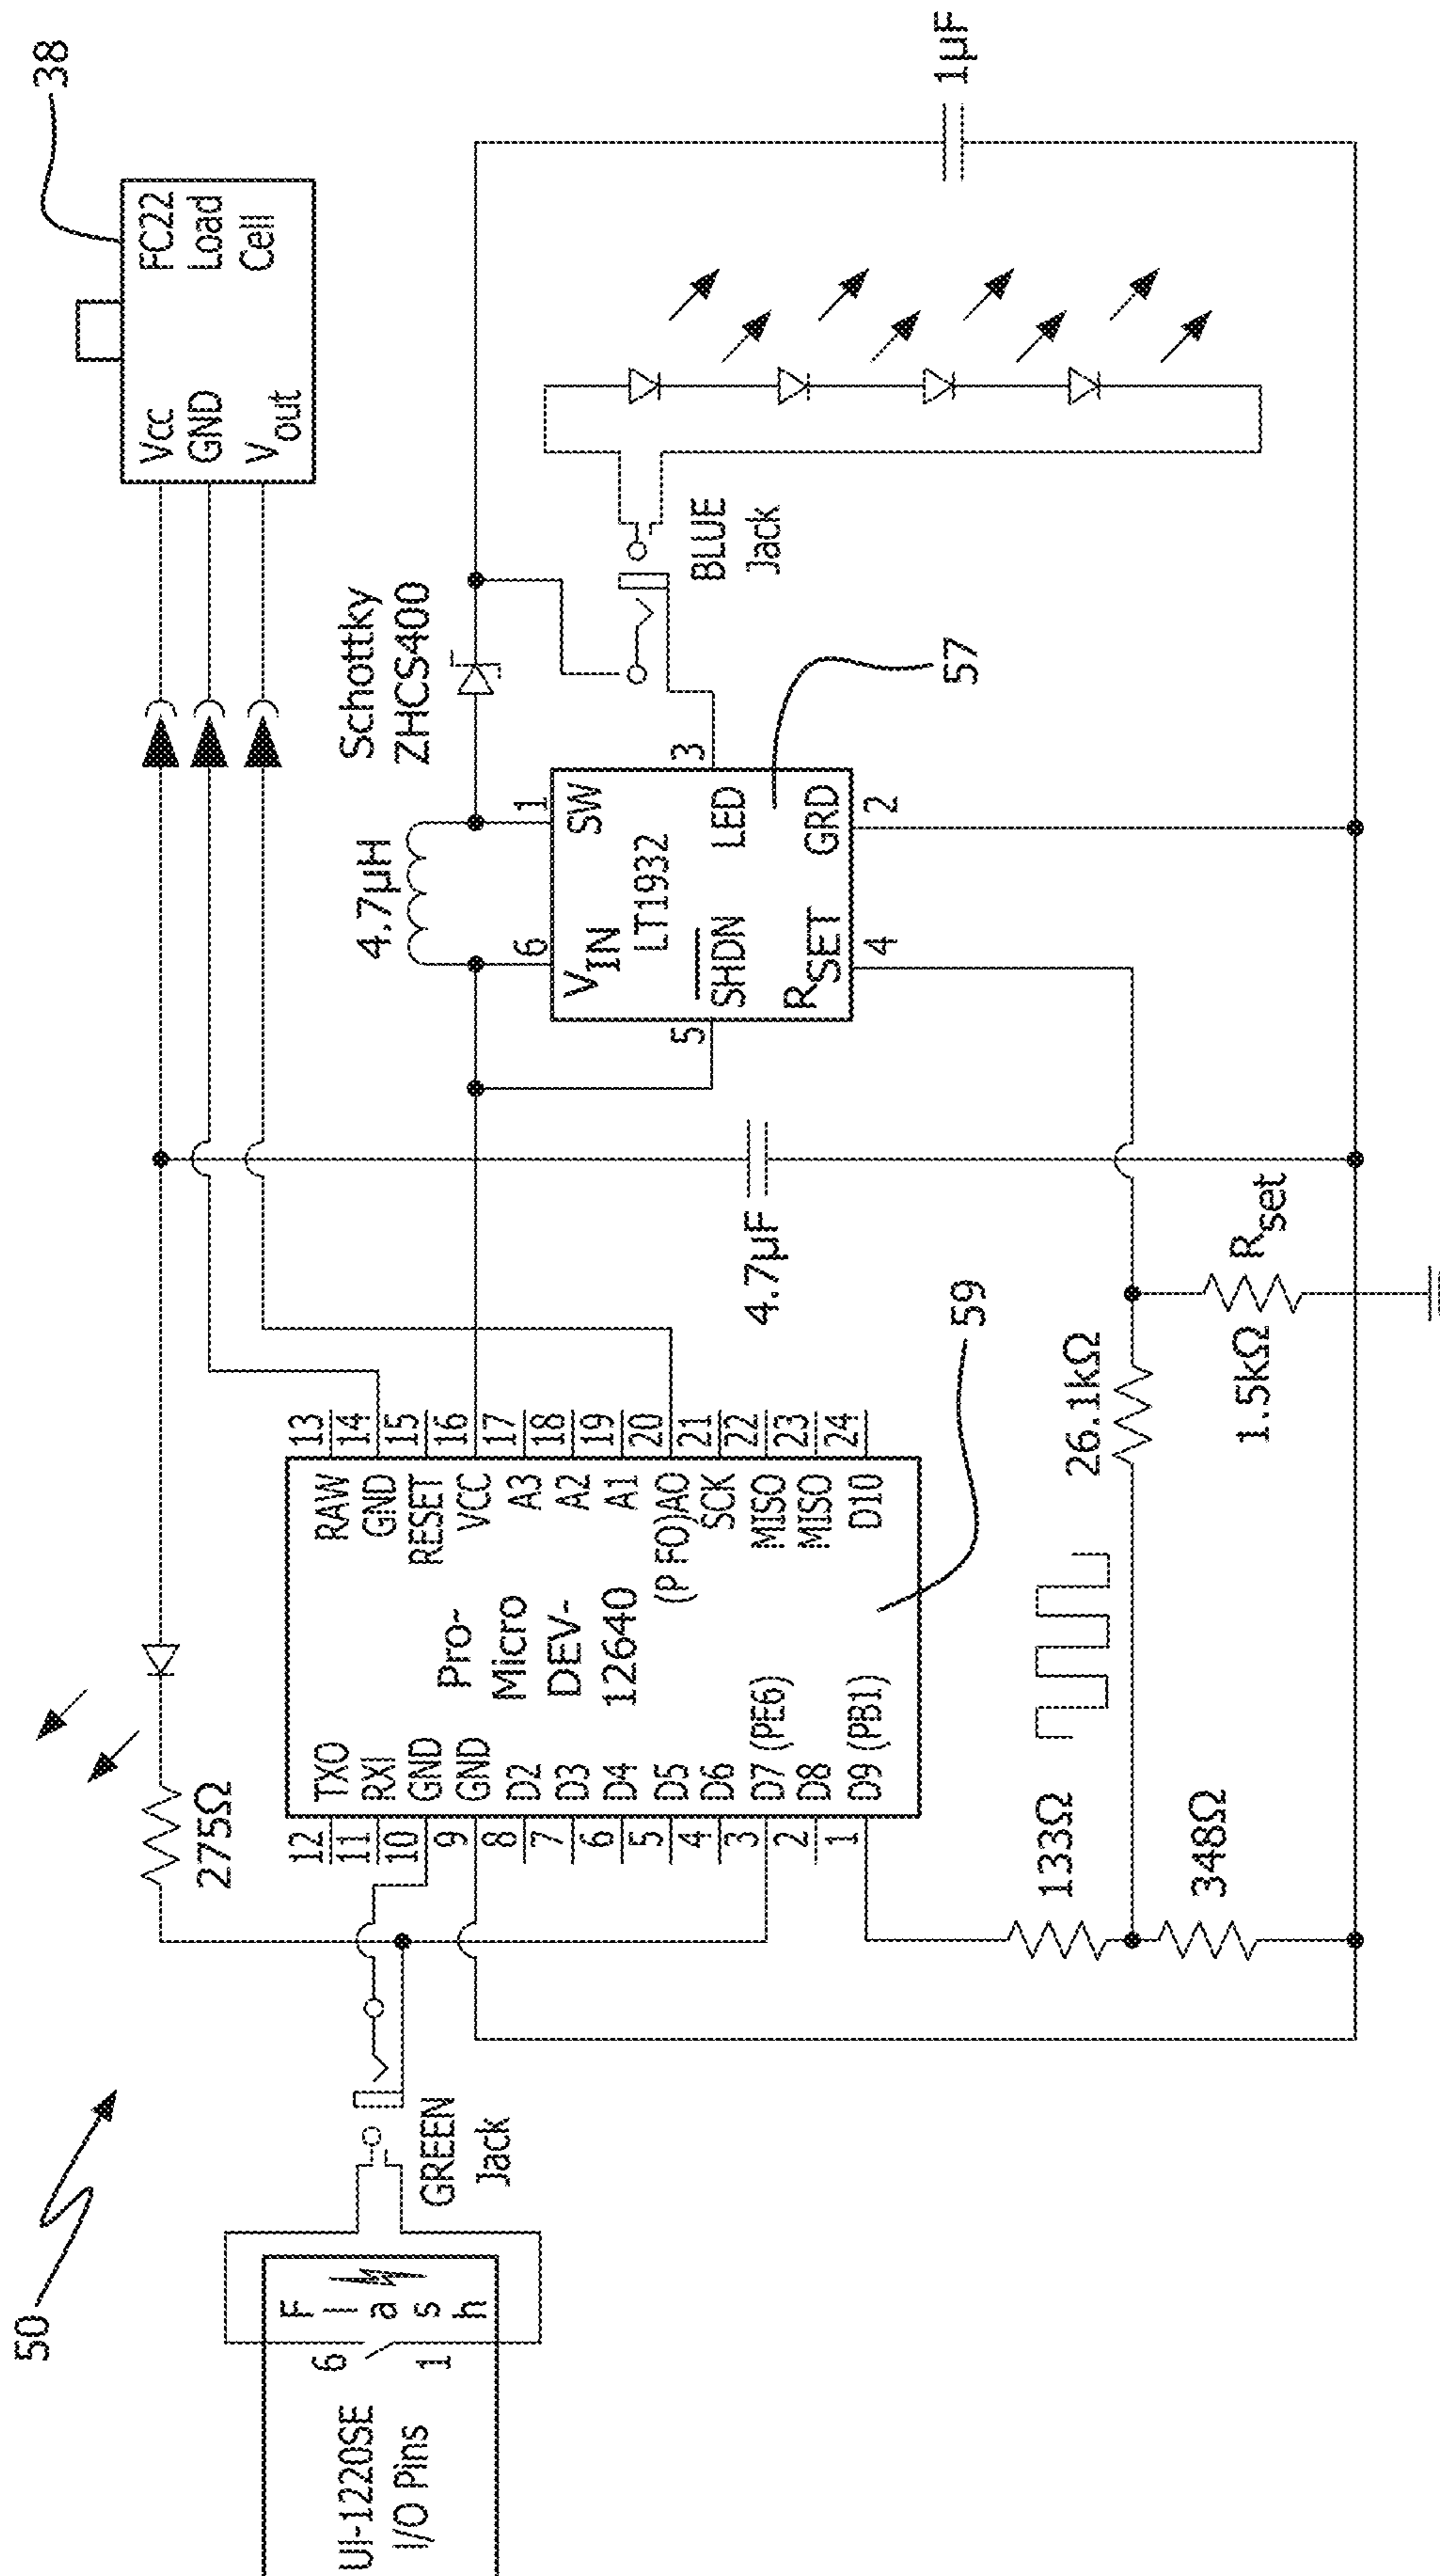 50
38
FC22
Load
Cell
Vcc
GND
Vout
275Ω
UI-1220SE
I/O Pins
6
1
Flash
GREEN
Jack
12
11
10
9
8
7
6
5
4
3
2
1
TXO
RXI
GND
GND
D2
D3
D4
D5
D6
D7 (PE6)
D8
D9 (PB1)
Pro-
Micro
DEV-
12640
RAW
GND
RESET
VCC
A3
A2
A1
(P FO)AO
SCK
MISO
MISO
D10
13
14
15
16
17
18
19
20
21
22
23
24
59
4.7µH
Schottky
ZHCS400
6
1
VIN
SW
LT1932
5
SHDN
LED
3
RSET
GRD
4
2
57
BLUE
Jack
1µF
4.7µF
133Ω
348Ω
26.1kΩ
1.5kΩ
Rset